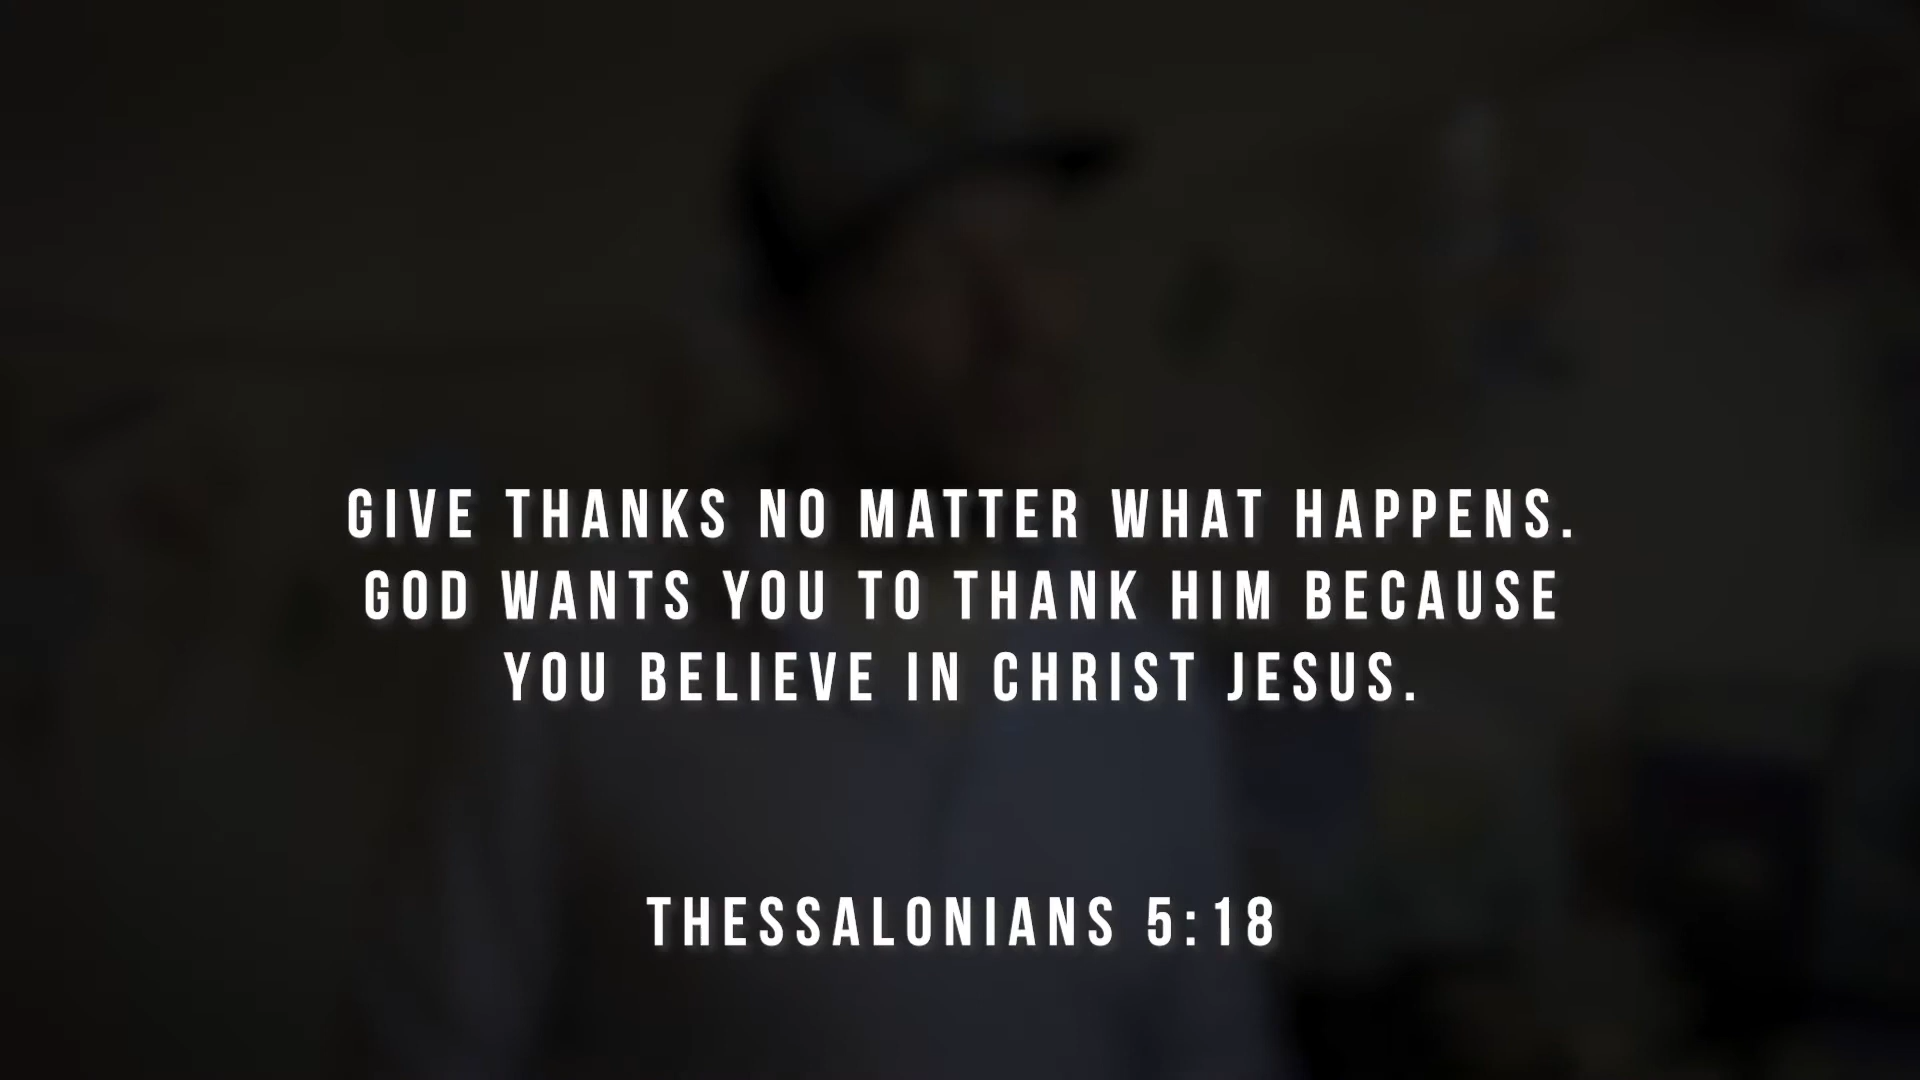 GIVE THANKS NO MATTER WHAT HAPPENS.
GOD WANTS YOU TO THANK HIM BECAUSE
YOU BELIEVE IN CHRIST JESUS.
THESSALONIANS 5:18